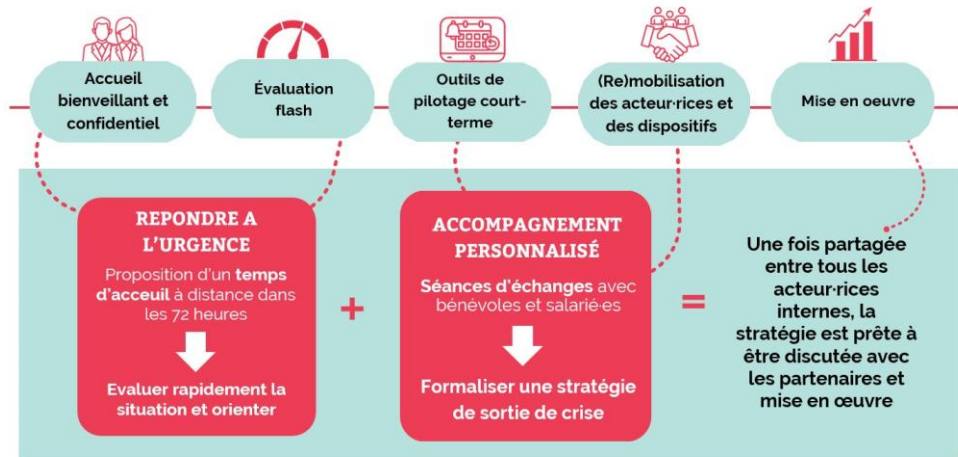 Accueil
bienveillant et
confidentiel
Évaluation
flash
Outils de
pilotage court-
terme
(Re)mobilisation
des acteur·rices et
des dispositifs
Mise en oeuvre
REPONDRE A
L'URGENCE
Proposition d'un temps
d'acceuil à distance dans
les 72 heures
Evaluer rapidement la
situation et orienter
+
ACCOMPAGNEMENT
PERSONNALISÉ
Séances d'échanges avec
bénévoles et salarié·es
Formaliser une stratégie
de sortie de crise
=
Une fois partagée
entre tous les
acteur·rices
internes, la
stratégie est prête à
être discutée avec
les partenaires et
mise en œuvre